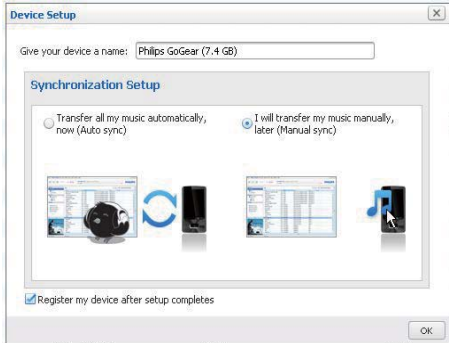 Device Setup
Give your device a name: Philips GoGear (7.4 GB)
Synchronization Setup
Transfer all my music automatically,
now (Auto sync)
I will transfer my music manually,
later (Manual sync)
Register my device after setup completes
OK